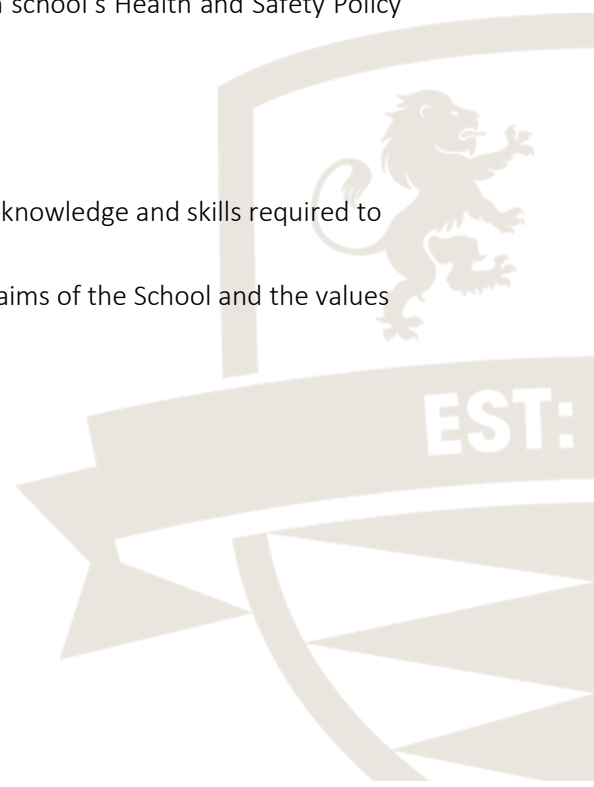 school's Health and Safety Policy
knowledge and skills required to
aims of the School and the values
EST: